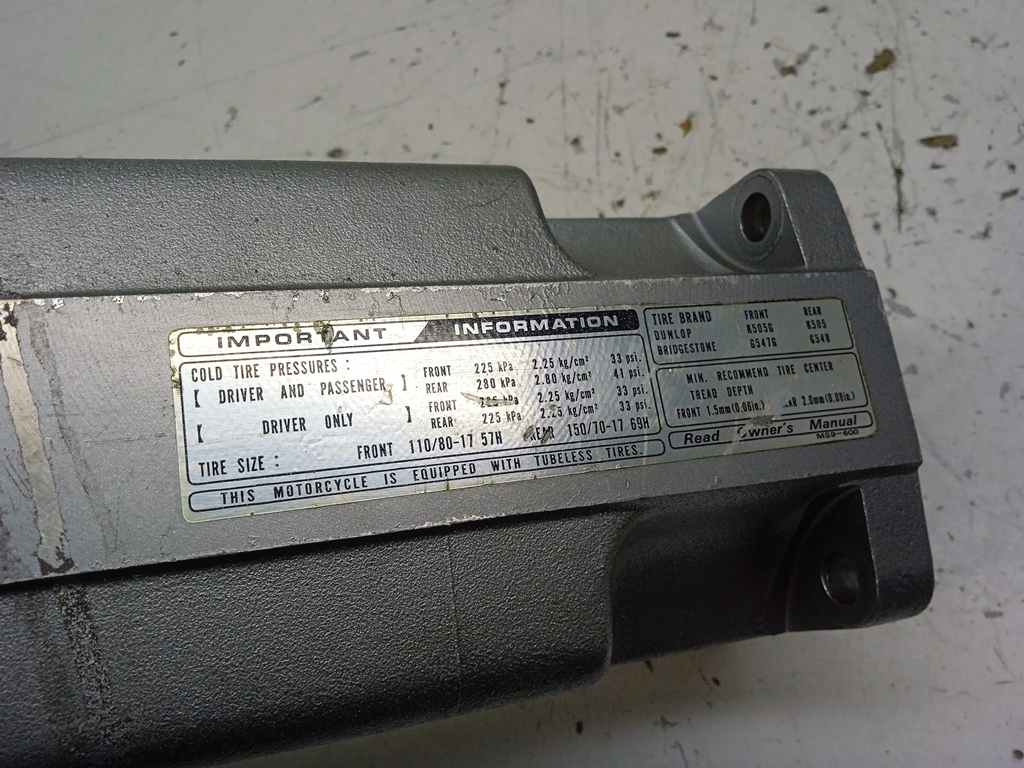 IMPORTANT INFORMATION
COLD TIRE PRESSURES :
[ DRIVER AND PASSENGER ] FRONT 225 kPa 2.25 kg/cm² 33 psi.
REAR 280 kPa 2.80 kg/cm² 41 psi.
[ DRIVER ONLY ] FRONT 225 kPa 2.25 kg/cm² 33 psi.
REAR 225 kPa 2.25 kg/cm² 33 psi.
TIRE SIZE : FRONT 110/80-17 57H REAR 150/70-17 69H
THIS MOTORCYCLE IS EQUIPPED WITH TUBELESS TIRES.
TIRE BRAND FRONT REAR
DUNLOP K505G K505
BRIDGESTONE G547G G548
MIN. RECOMMEND TIRE CENTER
TREAD DEPTH
FRONT 1.5mm(0.06in.) REAR 2.0mm(0.08in.)
Read Owner's Manual
MS9-600